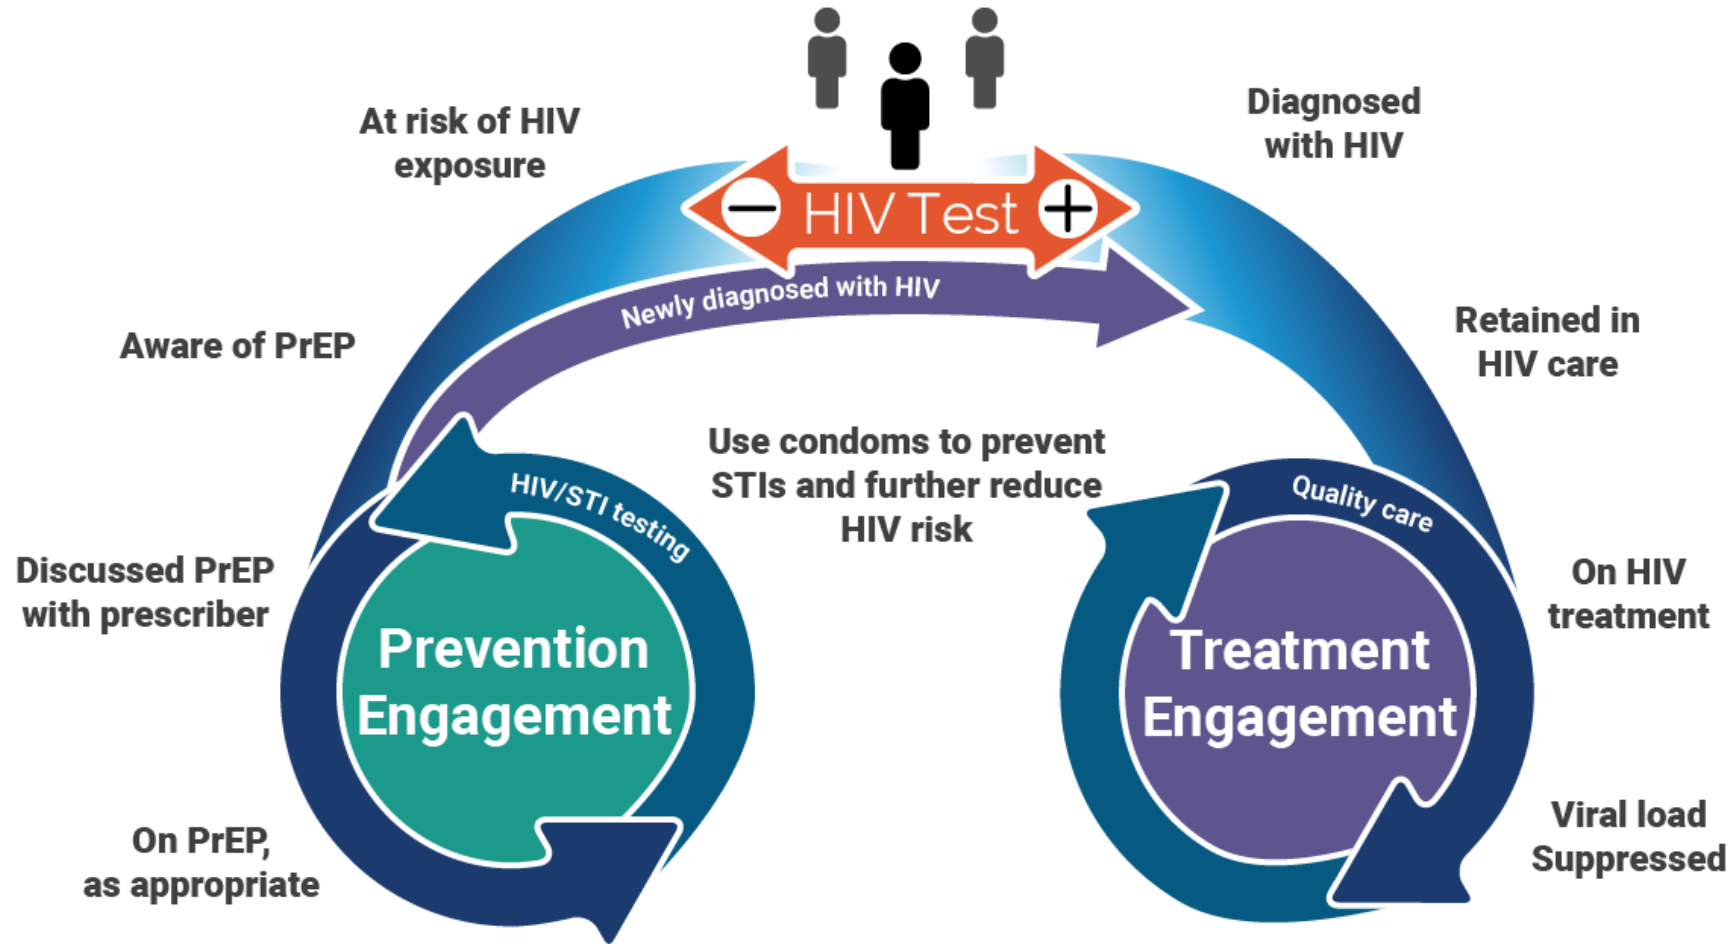 At risk of HIV
exposure
Diagnosed
with HIV
HIV Test
Newly diagnosed with HIV
Aware of PrEP
Retained in
HIV care
Use condoms to prevent
STIs and further reduce
HIV risk
HIV/STI testing
Quality care
Discussed PrEP
with prescriber
On HIV
treatment
Prevention
Engagement
Treatment
Engagement
On PrEP,
as appropriate
Viral load
Suppressed